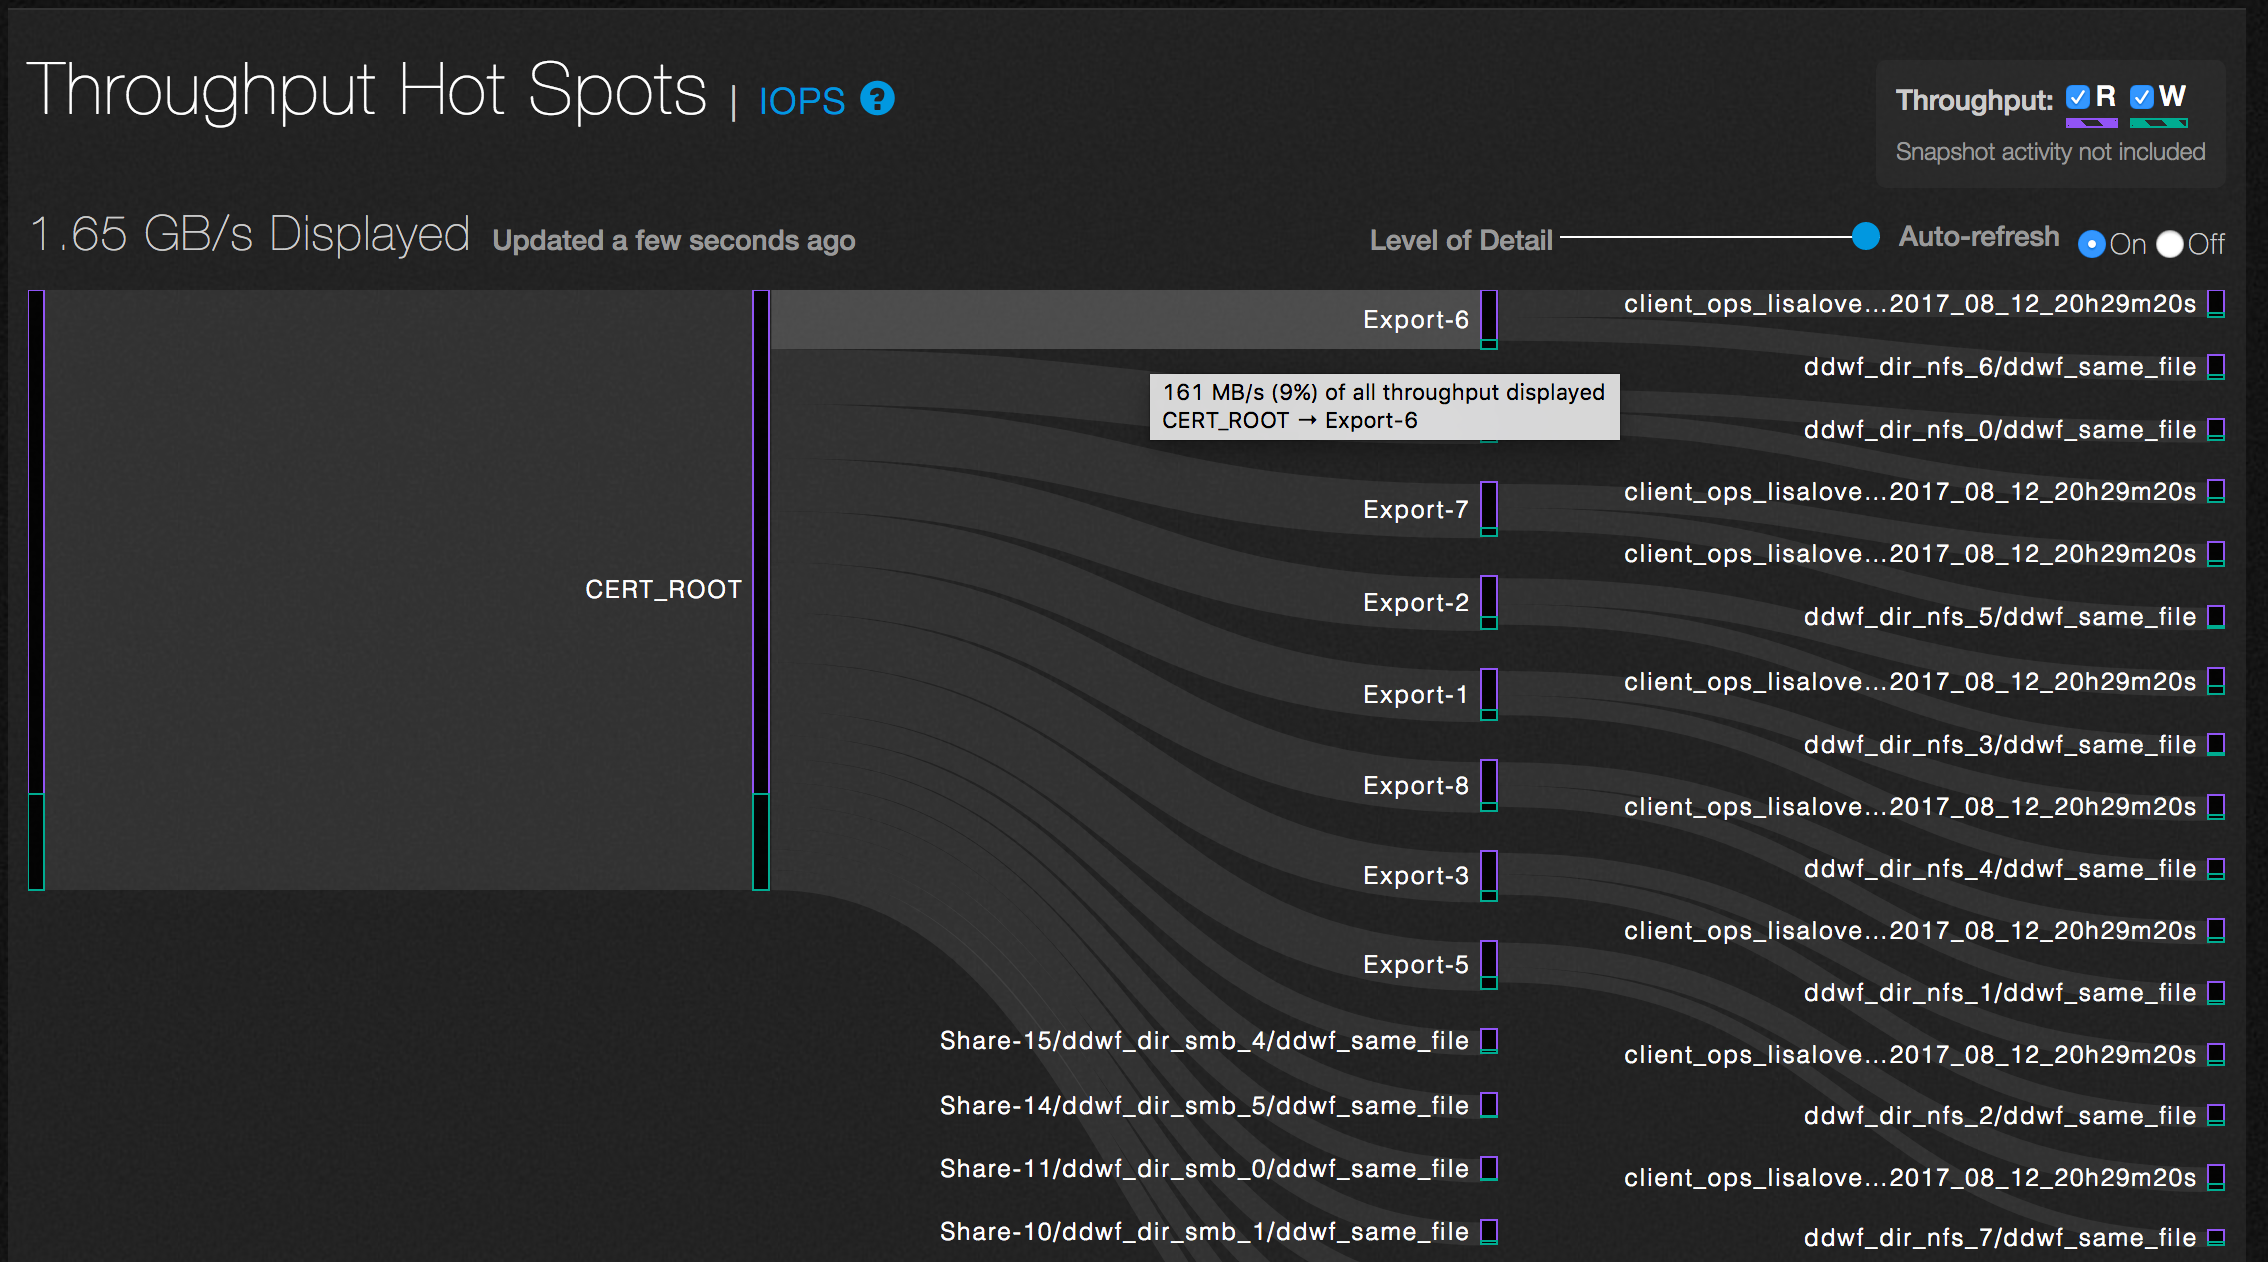 Throughput Hot Spots | IOPS ?
Throughput: R W
Snapshot activity not included
1.65 GB/s Displayed Updated a few seconds ago
Level of Detail Auto-refresh On Off
CERT_ROOT
Export-6
161 MB/s (9%) of all throughput displayed
CERT_ROOT → Export-6
Export-7
Export-2
Export-1
Export-8
Export-3
Export-5
Share-15/ddwf_dir_smb_4/ddwf_same_file
Share-14/ddwf_dir_smb_5/ddwf_same_file
Share-11/ddwf_dir_smb_0/ddwf_same_file
Share-10/ddwf_dir_smb_1/ddwf_same_file
client_ops_lisalove...2017_08_12_20h29m20s
ddwf_dir_nfs_6/ddwf_same_file
ddwf_dir_nfs_0/ddwf_same_file
client_ops_lisalove...2017_08_12_20h29m20s
client_ops_lisalove...2017_08_12_20h29m20s
ddwf_dir_nfs_5/ddwf_same_file
client_ops_lisalove...2017_08_12_20h29m20s
ddwf_dir_nfs_3/ddwf_same_file
client_ops_lisalove...2017_08_12_20h29m20s
ddwf_dir_nfs_4/ddwf_same_file
client_ops_lisalove...2017_08_12_20h29m20s
ddwf_dir_nfs_1/ddwf_same_file
client_ops_lisalove...2017_08_12_20h29m20s
ddwf_dir_nfs_2/ddwf_same_file
client_ops_lisalove...2017_08_12_20h29m20s
ddwf_dir_nfs_7/ddwf_same_file